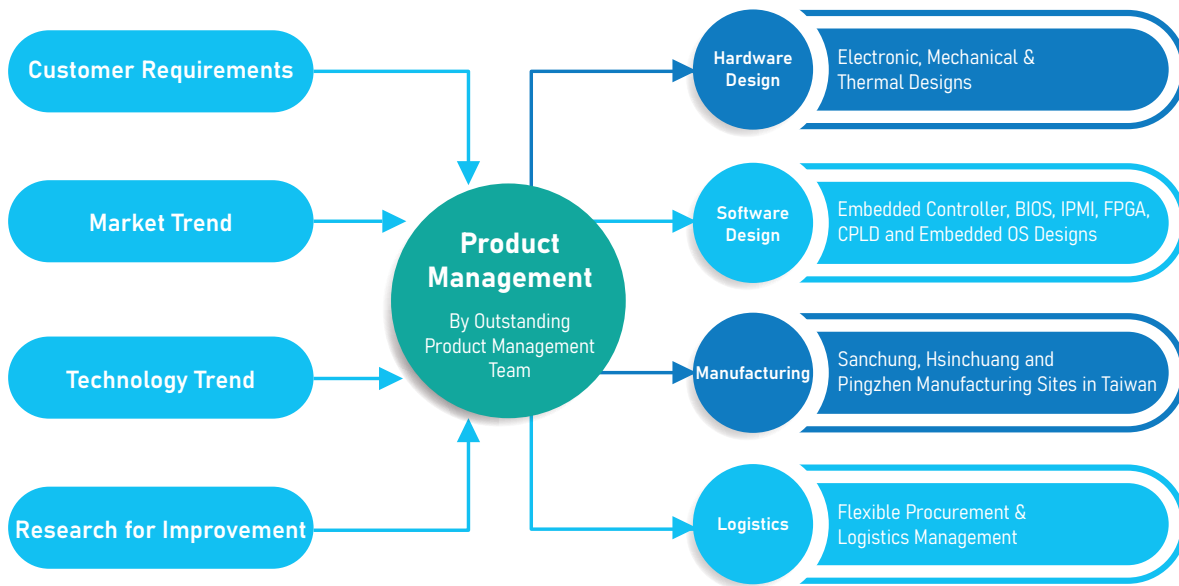 Customer Requirements
Market Trend
Technology Trend
Research for Improvement
Product
Management
By Outstanding
Product Management
Team
Hardware
Design
Electronic, Mechanical &
Thermal Designs
Software
Design
Embedded Controller, BIOS, IPMI, FPGA,
CPLD and Embedded OS Designs
Manufacturing
Sanchung, Hsinchuang and
Pingzhen Manufacturing Sites in Taiwan
Logistics
Flexible Procurement &
Logistics Management